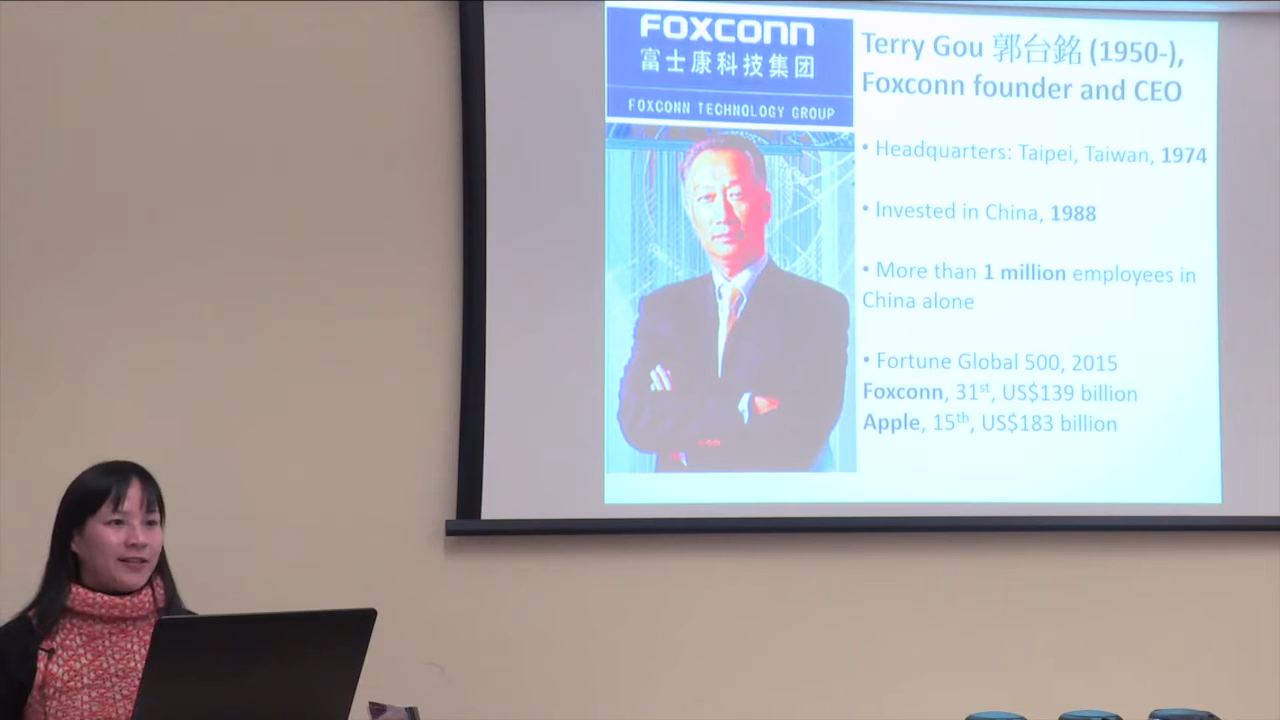 FOXCONN
富士康科技集团
FOXCONN TECHNOLOGY GROUP
Terry Gou 郭台銘 (1950-),
Foxconn founder and CEO
• Headquarters: Taipei, Taiwan, 1974
• Invested in China, 1988
• More than 1 million employees in
China alone
• Fortune Global 500, 2015
Foxconn, 31st, US$139 billion
Apple, 15th, US$183 billion